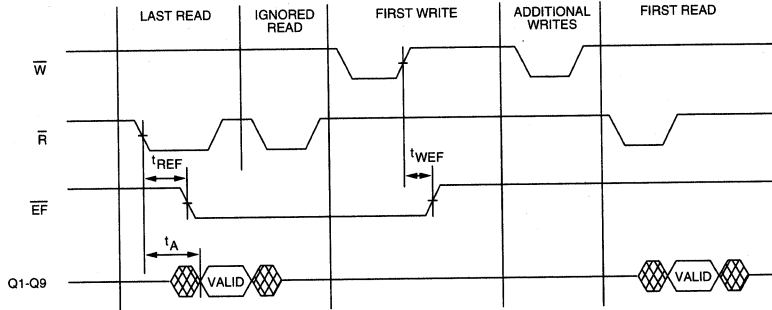 LAST READ
IGNORED
READ
FIRST WRITE
ADDITIONAL
WRITES
FIRST READ
W
R
tREF
tWEF
EF
tA
Q1-Q9
VALID
VALID